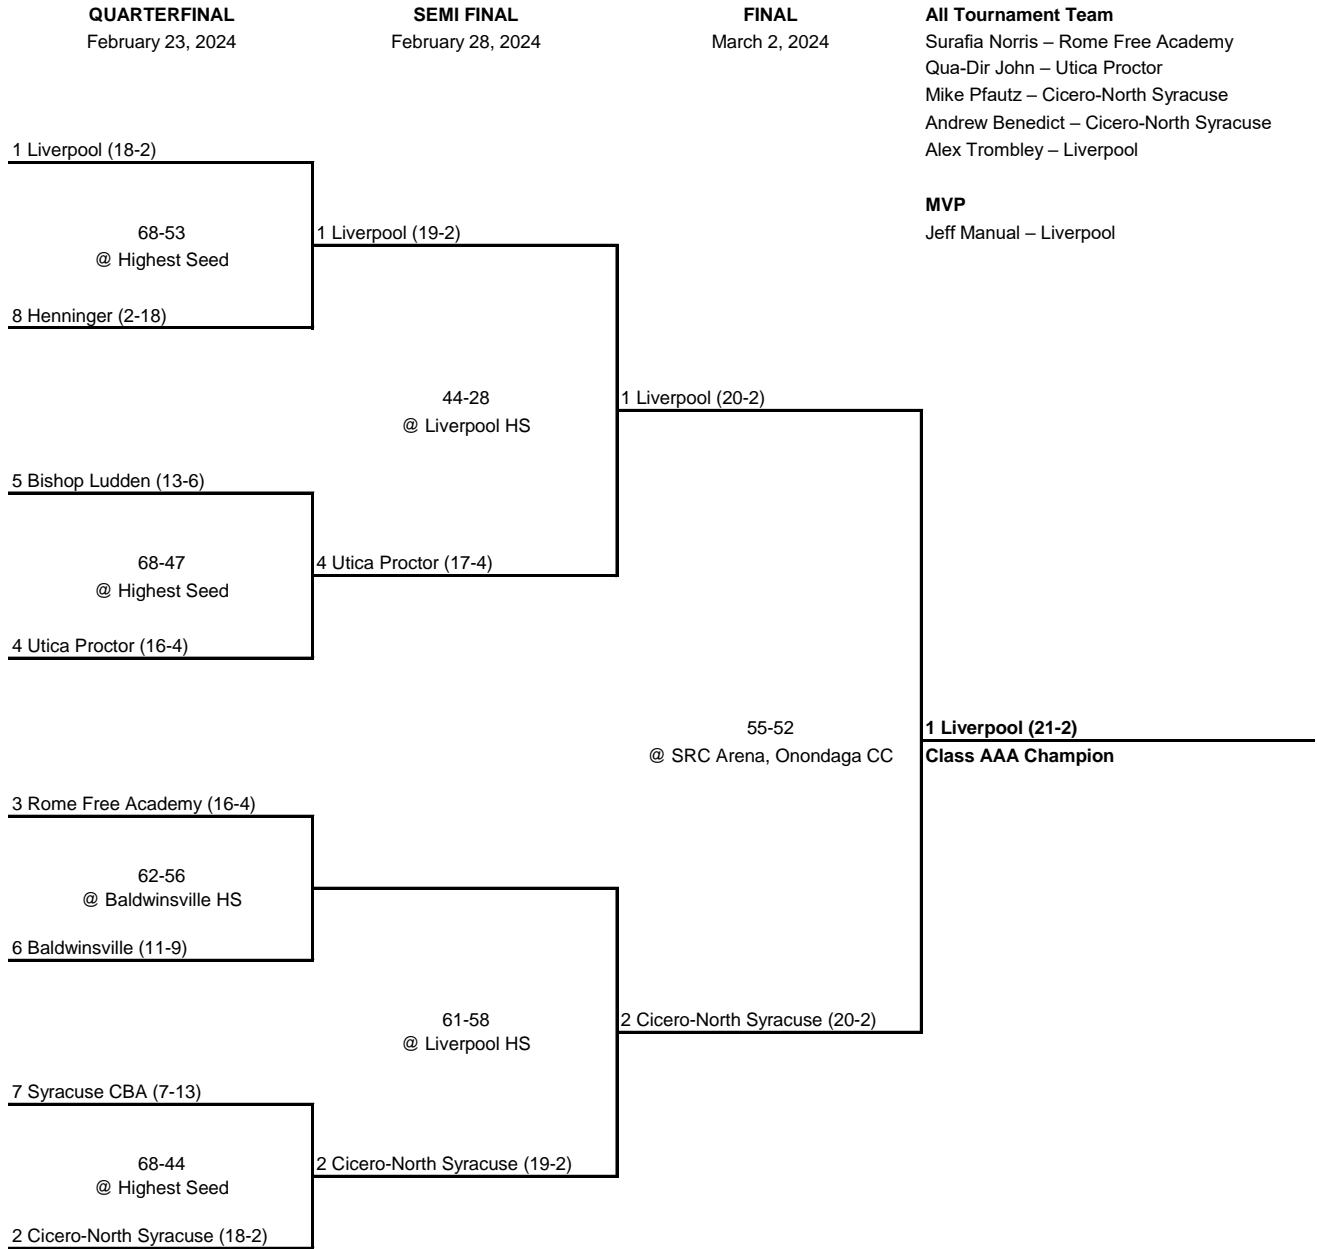 QUARTERFINAL
February 23, 2024
SEMI FINAL
February 28, 2024
FINAL
March 2, 2024
All Tournament Team
Surafia Norris – Rome Free Academy
Qua-Dir John – Utica Proctor
Mike Pfautz – Cicero-North Syracuse
Andrew Benedict – Cicero-North Syracuse
Alex Trombley – Liverpool
MVP
Jeff Manual – Liverpool
1 Liverpool (18-2)
68-53
@ Highest Seed
8 Henninger (2-18)
1 Liverpool (19-2)
44-28
@ Liverpool HS
1 Liverpool (20-2)
5 Bishop Ludden (13-6)
68-47
@ Highest Seed
4 Utica Proctor (16-4)
4 Utica Proctor (17-4)
55-52
@ SRC Arena, Onondaga CC
1 Liverpool (21-2)
Class AAA Champion
3 Rome Free Academy (16-4)
62-56
@ Baldwinsville HS
6 Baldwinsville (11-9)
61-58
@ Liverpool HS
2 Cicero-North Syracuse (20-2)
7 Syracuse CBA (7-13)
68-44
@ Highest Seed
2 Cicero-North Syracuse (18-2)
2 Cicero-North Syracuse (19-2)